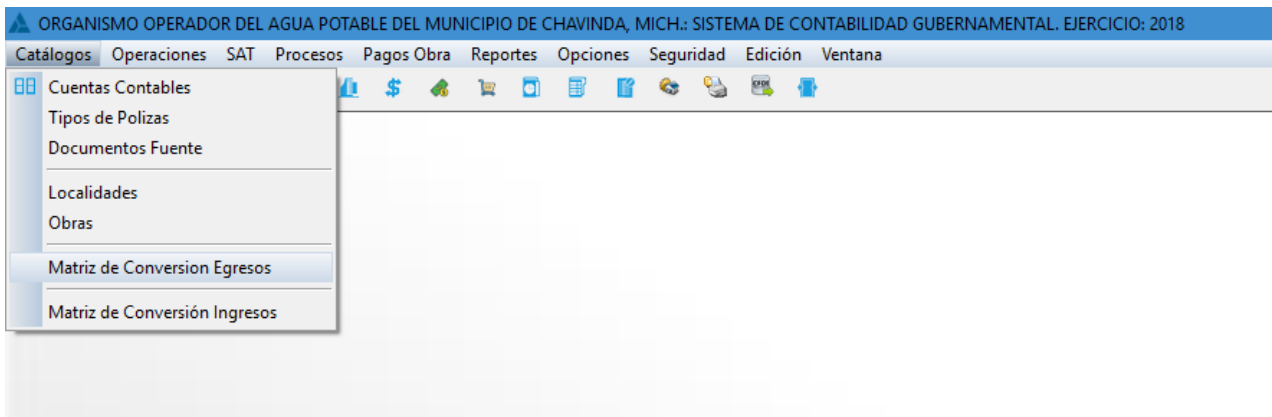 ORGANISMO OPERADOR DEL AGUA POTABLE DEL MUNICIPIO DE CHAVINDA, MICH.: SISTEMA DE CONTABILIDAD GUBERNAMENTAL. EJERCICIO: 2018
Catálogos Operaciones SAT Procesos Pagos Obra Reportes Opciones Seguridad Edición Ventana
Cuentas Contables
Tipos de Polizas
Documentos Fuente
Localidades
Obras
Matriz de Conversion Egresos
Matriz de Conversión Ingresos